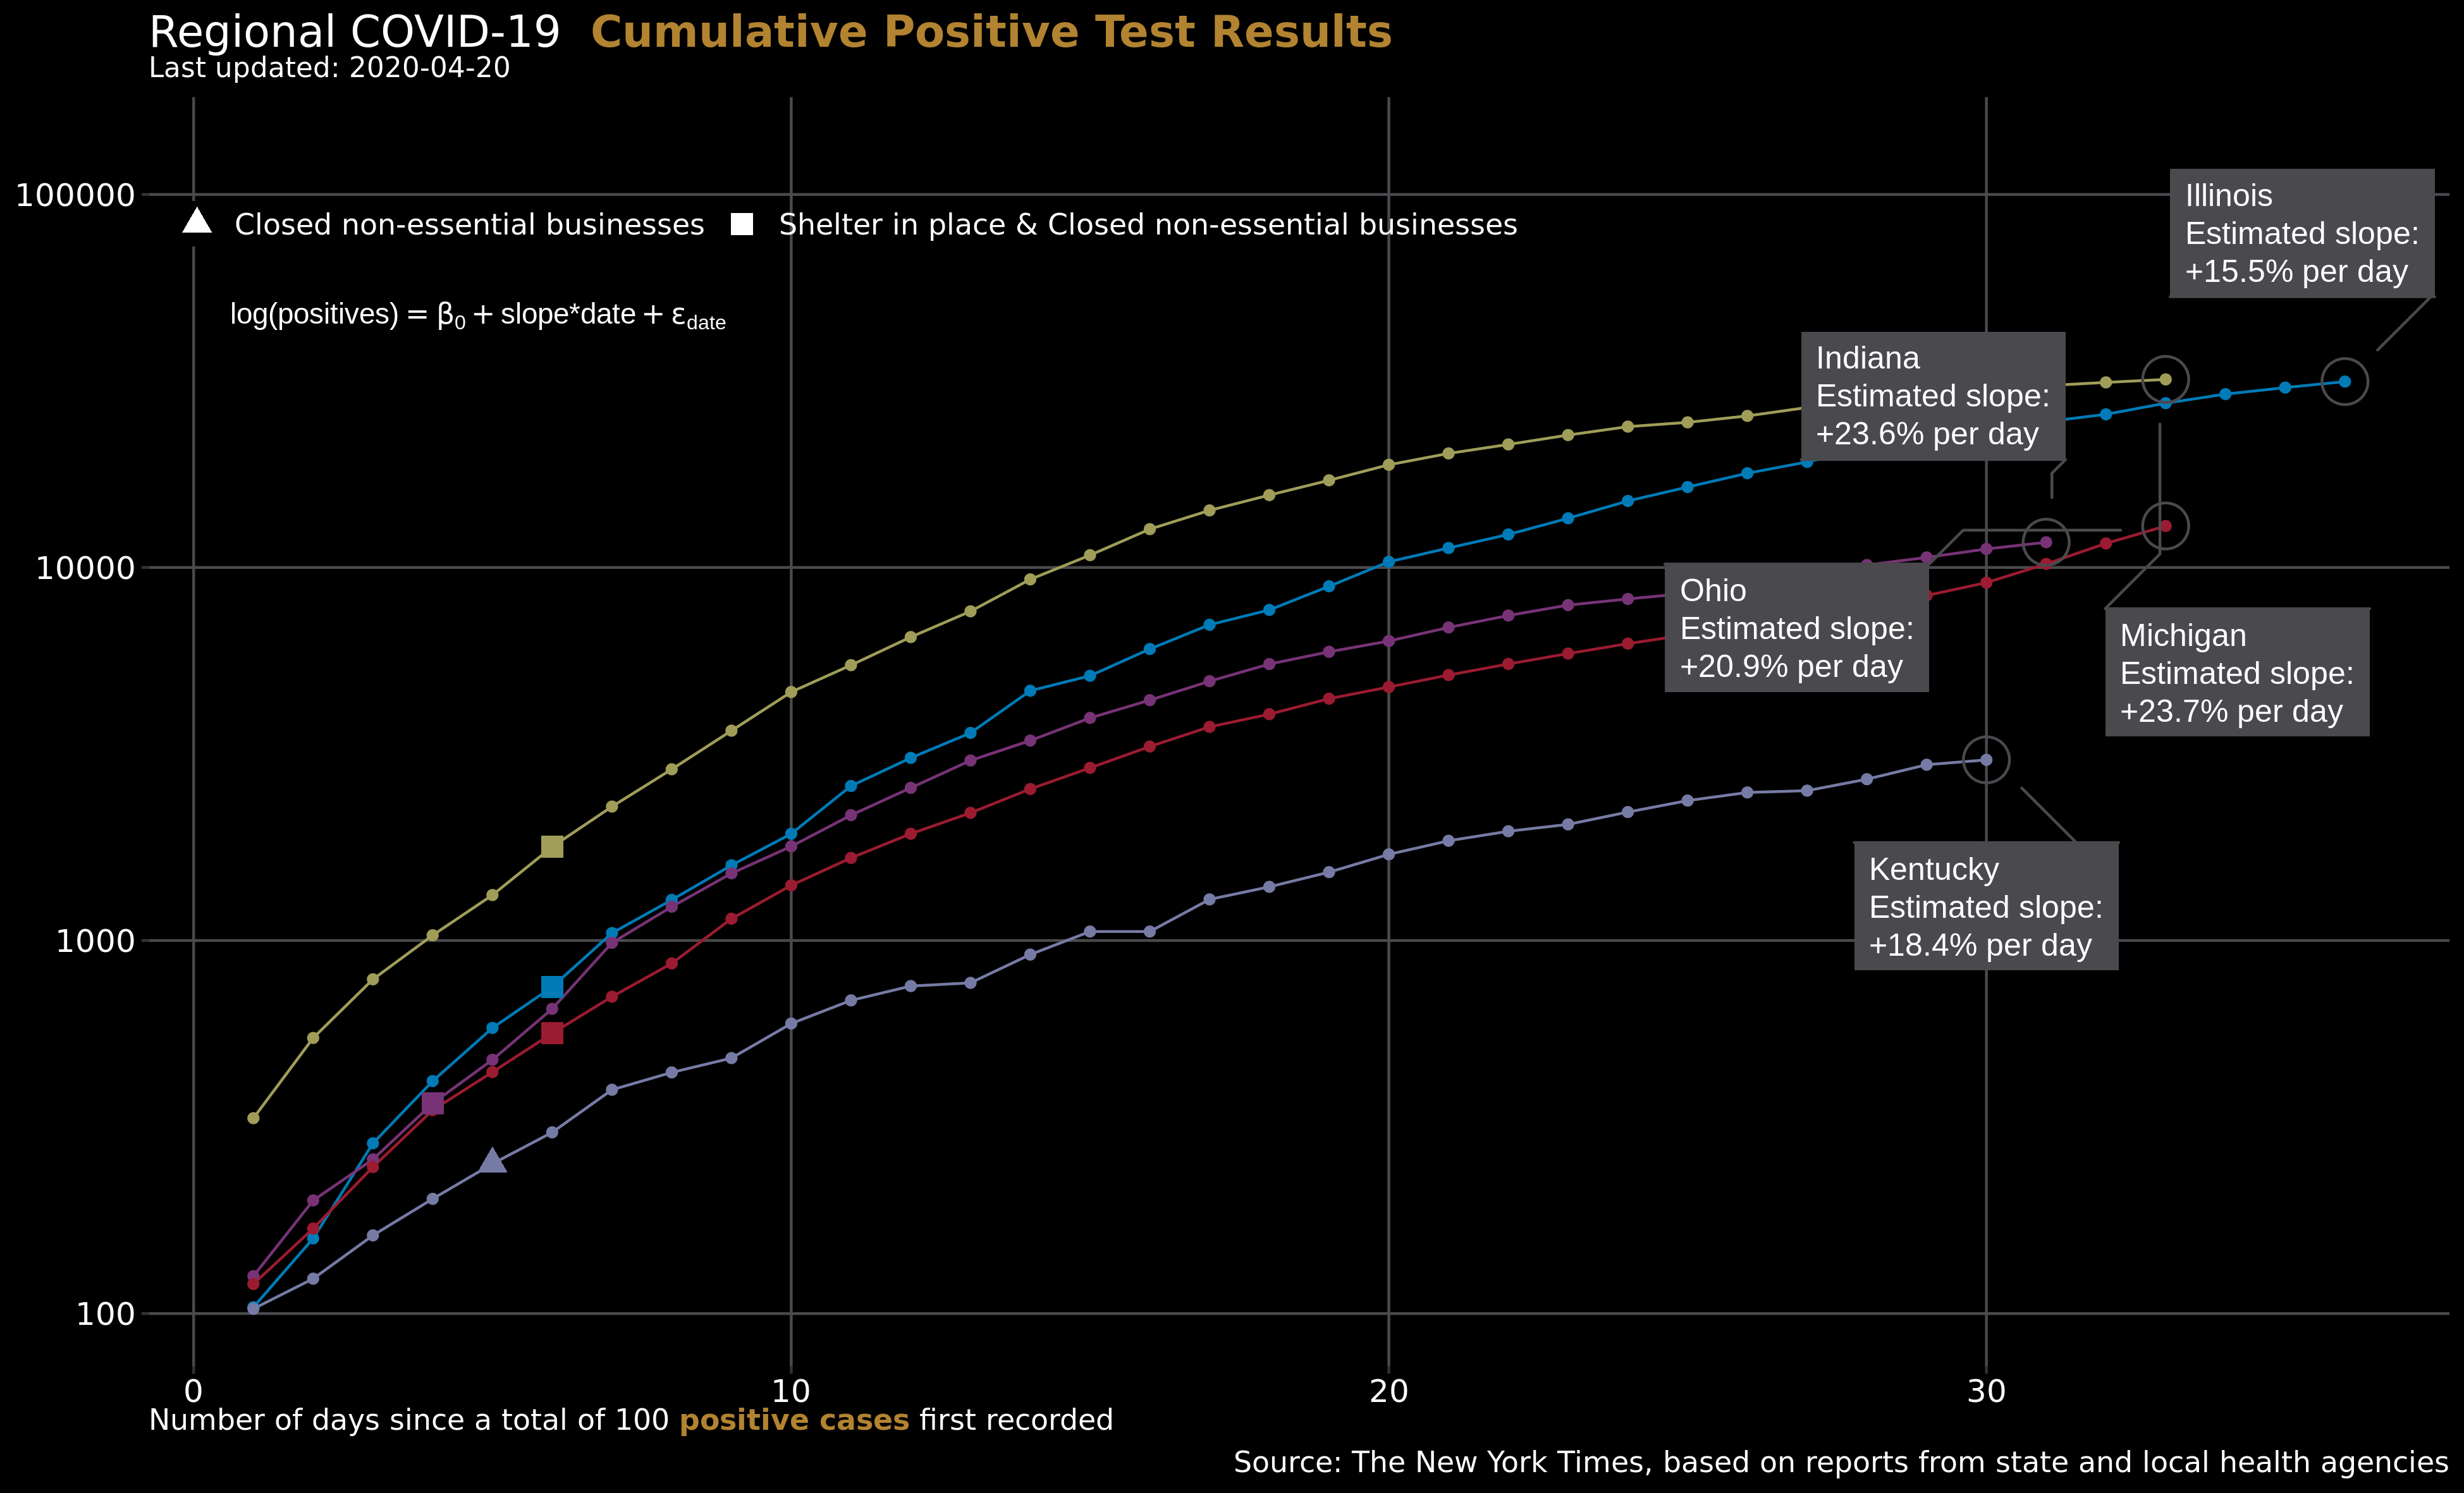 Regional COVID-19 Cumulative Positive Test Results
Last updated: 2020-04-20
100000
Closed non-essential businesses
Shelter in place & Closed non-essential businesses
log(positives) = β0 + slope*date + εdate
Illinois
Estimated slope:
+15.5% per day
Indiana
Estimated slope:
+23.6% per day
10000
Ohio
Estimated slope:
+20.9% per day
Michigan
Estimated slope:
+23.7% per day
Kentucky
Estimated slope:
+18.4% per day
1000
100
0
10
20
30
Number of days since a total of 100 positive cases first recorded
Source: The New York Times, based on reports from state and local health agencies